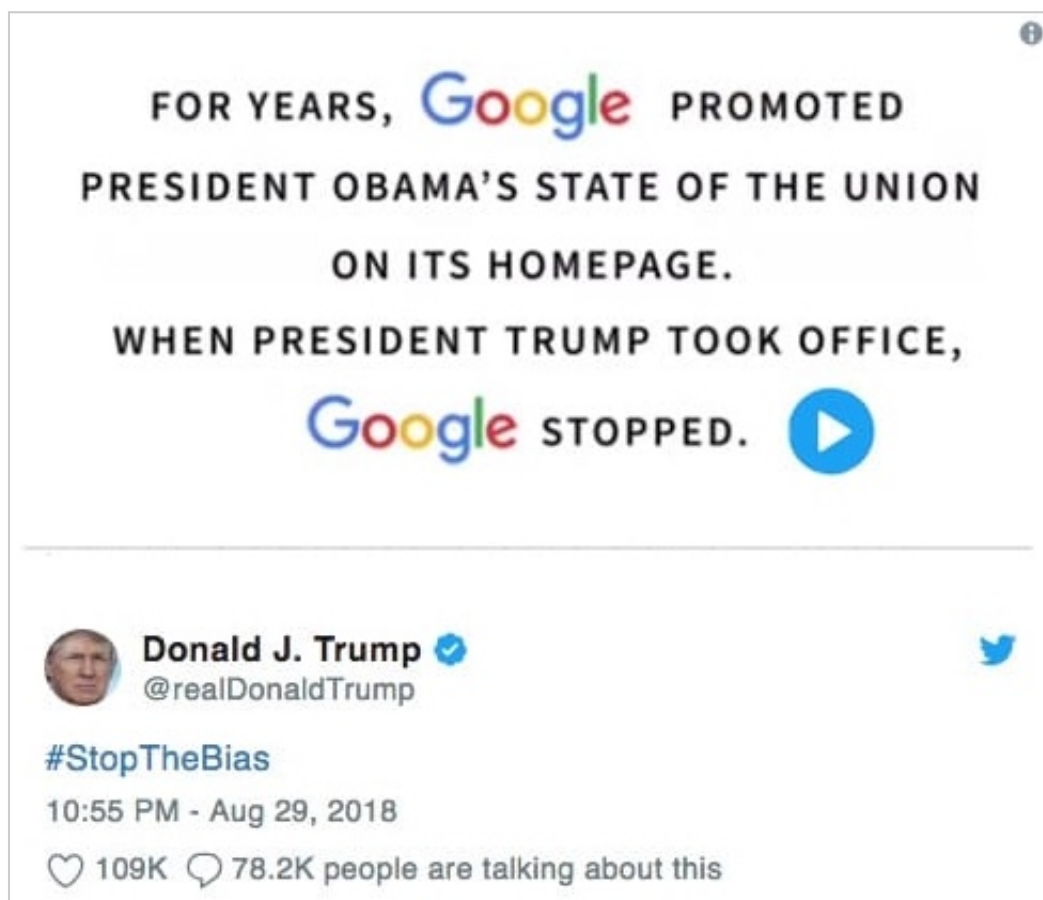 FOR YEARS, Google PROMOTED
PRESIDENT OBAMA'S STATE OF THE UNION
ON ITS HOMEPAGE.
WHEN PRESIDENT TRUMP TOOK OFFICE,
Google STOPPED.
Donald J. Trump
@realDonaldTrump
#StopTheBias
10:55 PM - Aug 29, 2018
109K 78.2K people are talking about this